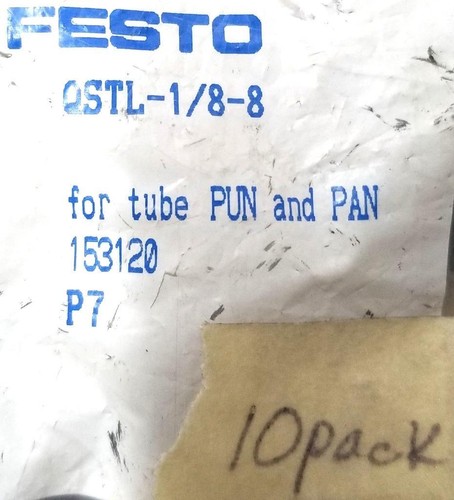 FESTO
QSTL-1/8-8
for tube PUN and PAN
153120
P7
10pack